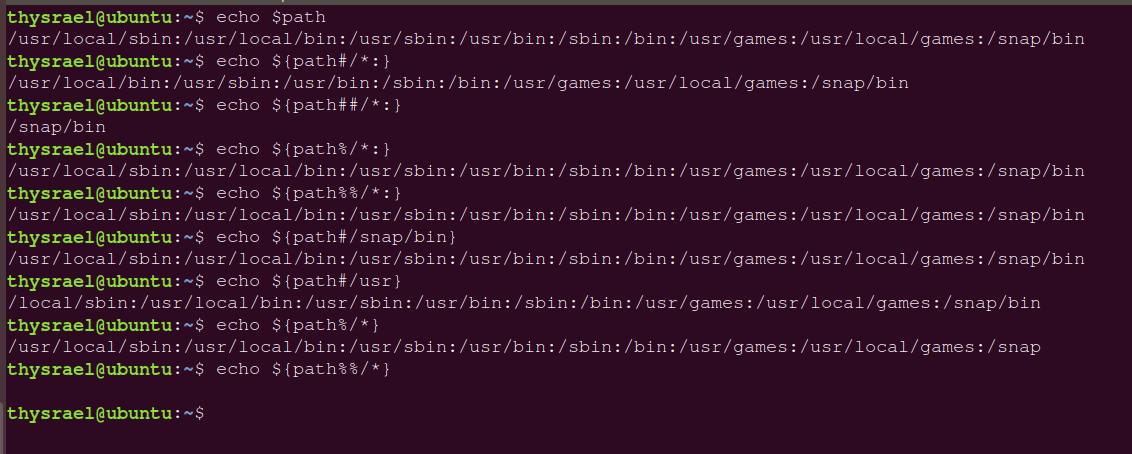 thysrael@ubuntu:~$ echo $path
/usr/local/sbin:/usr/local/bin:/usr/sbin:/usr/bin:/sbin:/bin:/usr/games:/usr/local/games:/snap/bin
thysrael@ubuntu:~$ echo ${path#/*:}
/usr/local/bin:/usr/sbin:/usr/bin:/sbin:/bin:/usr/games:/usr/local/games:/snap/bin
thysrael@ubuntu:~$ echo ${path##/*:}
/snap/bin
thysrael@ubuntu:~$ echo ${path%/*:}
/usr/local/sbin:/usr/local/bin:/usr/sbin:/usr/bin:/sbin:/bin:/usr/games:/usr/local/games:/snap/bin
thysrael@ubuntu:~$ echo ${path%%/*:}
/usr/local/sbin:/usr/local/bin:/usr/sbin:/usr/bin:/sbin:/bin:/usr/games:/usr/local/games:/snap/bin
thysrael@ubuntu:~$ echo ${path#/snap/bin}
/usr/local/sbin:/usr/local/bin:/usr/sbin:/usr/bin:/sbin:/bin:/usr/games:/usr/local/games:/snap/bin
thysrael@ubuntu:~$ echo ${path#/usr}
/local/sbin:/usr/local/bin:/usr/sbin:/usr/bin:/sbin:/bin:/usr/games:/usr/local/games:/snap/bin
thysrael@ubuntu:~$ echo ${path%/*}
/usr/local/sbin:/usr/local/bin:/usr/sbin:/usr/bin:/sbin:/bin:/usr/games:/usr/local/games:/snap
thysrael@ubuntu:~$ echo ${path%%/*}
thysrael@ubuntu:~$